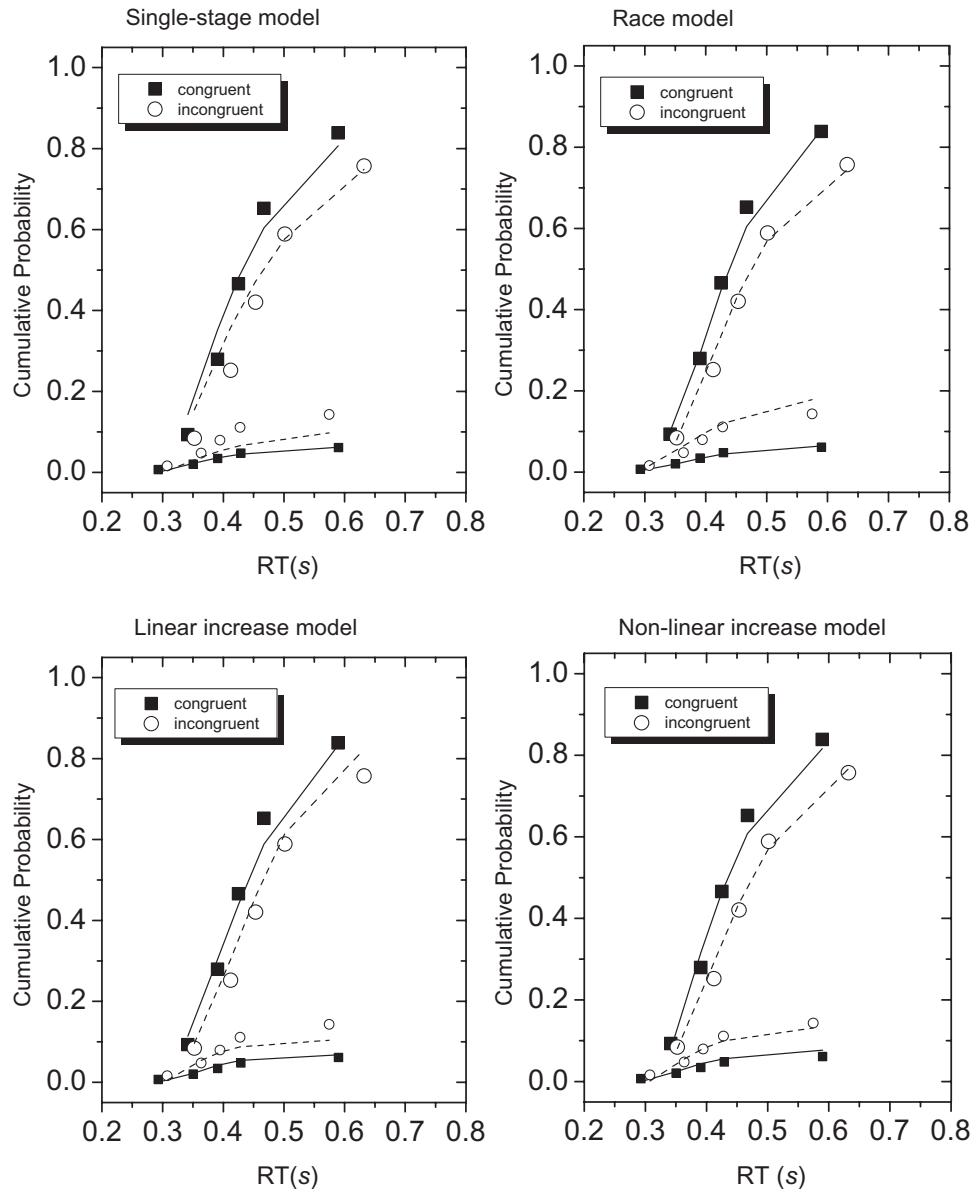 Single-stage model
congruent
incongruent
1.0
0.8
0.6
0.4
0.2
0.0
Cumulative Probability
0.2 0.3 0.4 0.5 0.6 0.7 0.8
RT(s)
Race model
congruent
incongruent
1.0
0.8
0.6
0.4
0.2
0.0
Cumulative Probability
0.2 0.3 0.4 0.5 0.6 0.7 0.8
RT (s)
Linear increase model
congruent
incongruent
1.0
0.8
0.6
0.4
0.2
0.0
Cumulative Probability
0.2 0.3 0.4 0.5 0.6 0.7 0.8
RT(s)
Non-linear increase model
congruent
incongruent
1.0
0.8
0.6
0.4
0.2
0.0
Cumulative Probability
0.2 0.3 0.4 0.5 0.6 0.7 0.8
RT (s)